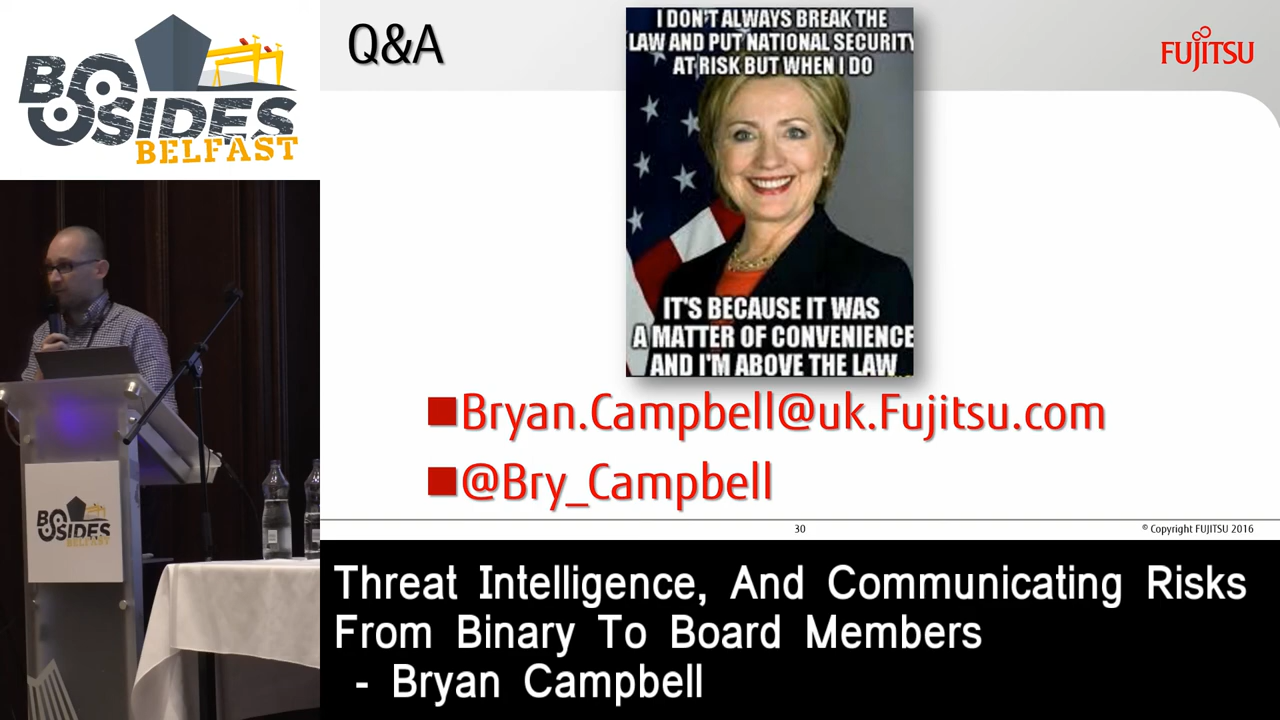 BSIDES
BELFAST
Q&A
FUJITSU
I DON'T ALWAYS BREAK THE
LAW AND PUT NATIONAL SECURITY
AT RISK BUT WHEN I DO
IT'S BECAUSE IT WAS
A MATTER OF CONVENIENCE
AND I'M ABOVE THE LAW
Bryan.Campbell@uk.Fujitsu.com
@Bry_Campbell
30
© Copyright FUJITSU 2016
BSIDES
BELFAST
Threat Intelligence, And Communicating Risks
From Binary To Board Members
- Bryan Campbell